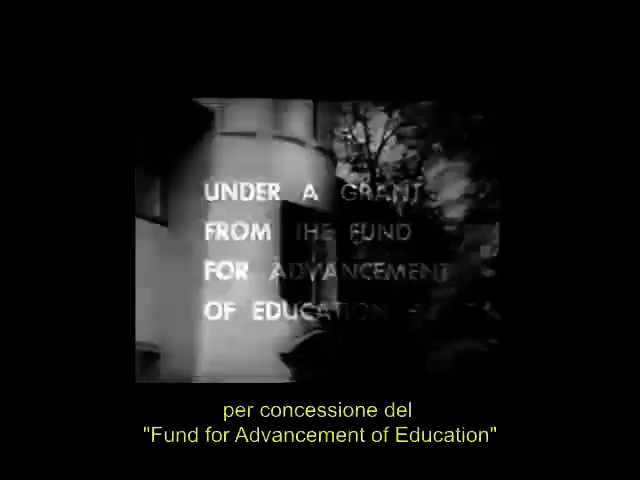 UNDER A GRANT
FROM THE FUND
FOR ADVANCEMENT
OF EDUCATION
per concessione del
"Fund for Advancement of Education"